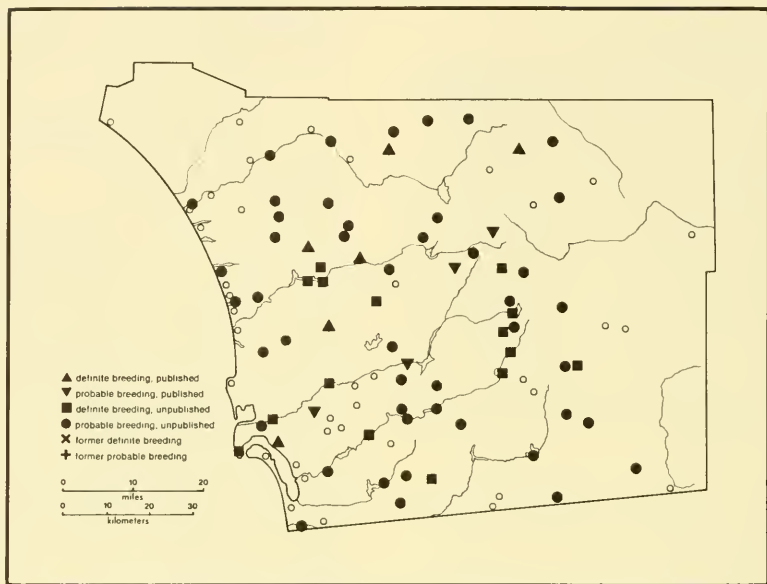 definite breeding, published
probable breeding, published
definite breeding, unpublished
probable breeding, unpublished
former definite breeding
former probable breeding
0 10 20
miles
0 10 20 30
kilometers